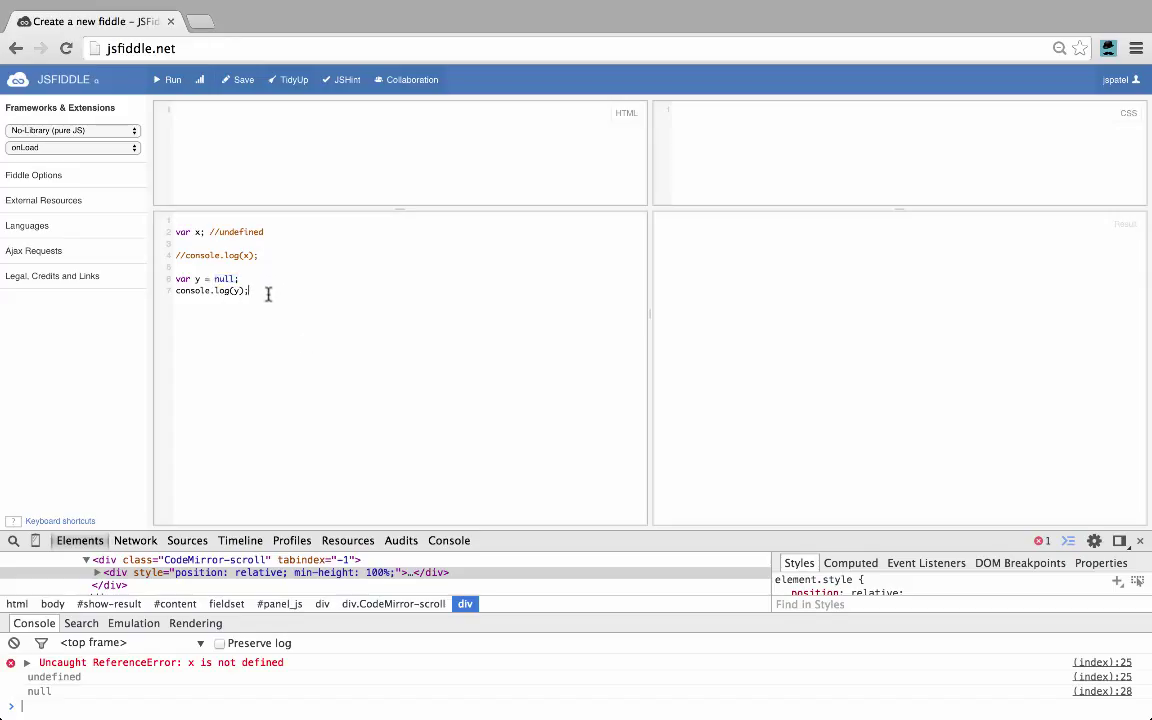 Create a new fiddle – JSFid
jsfiddle.net
JSFIDDLE α
Run
Save
TidyUp
JSHint
Collaboration
jspatel
Frameworks & Extensions
No-Library (pure JS)
onLoad
Fiddle Options
External Resources
Languages
Ajax Requests
Legal, Credits and Links
? Keyboard shortcuts
1
HTML
1
CSS
1
2 var x; //undefined
3
4 //console.log(x);
5
6 var y = null;
7 console.log(y);
Result
Elements Network Sources Timeline Profiles Resources Audits Console
1
<div class="CodeMirror-scroll" tabindex="-1">
<div style="position: relative; min-height: 100%;">…</div>
</div>
html body #show-result #content fieldset #panel_js div div.CodeMirror-scroll div
Styles Computed Event Listeners DOM Breakpoints Properties
element.style {
position: relative;
Find in Styles
Console Search Emulation Rendering
<top frame>
Preserve log
Uncaught ReferenceError: x is not defined (index):25
undefined (index):25
null (index):28
>